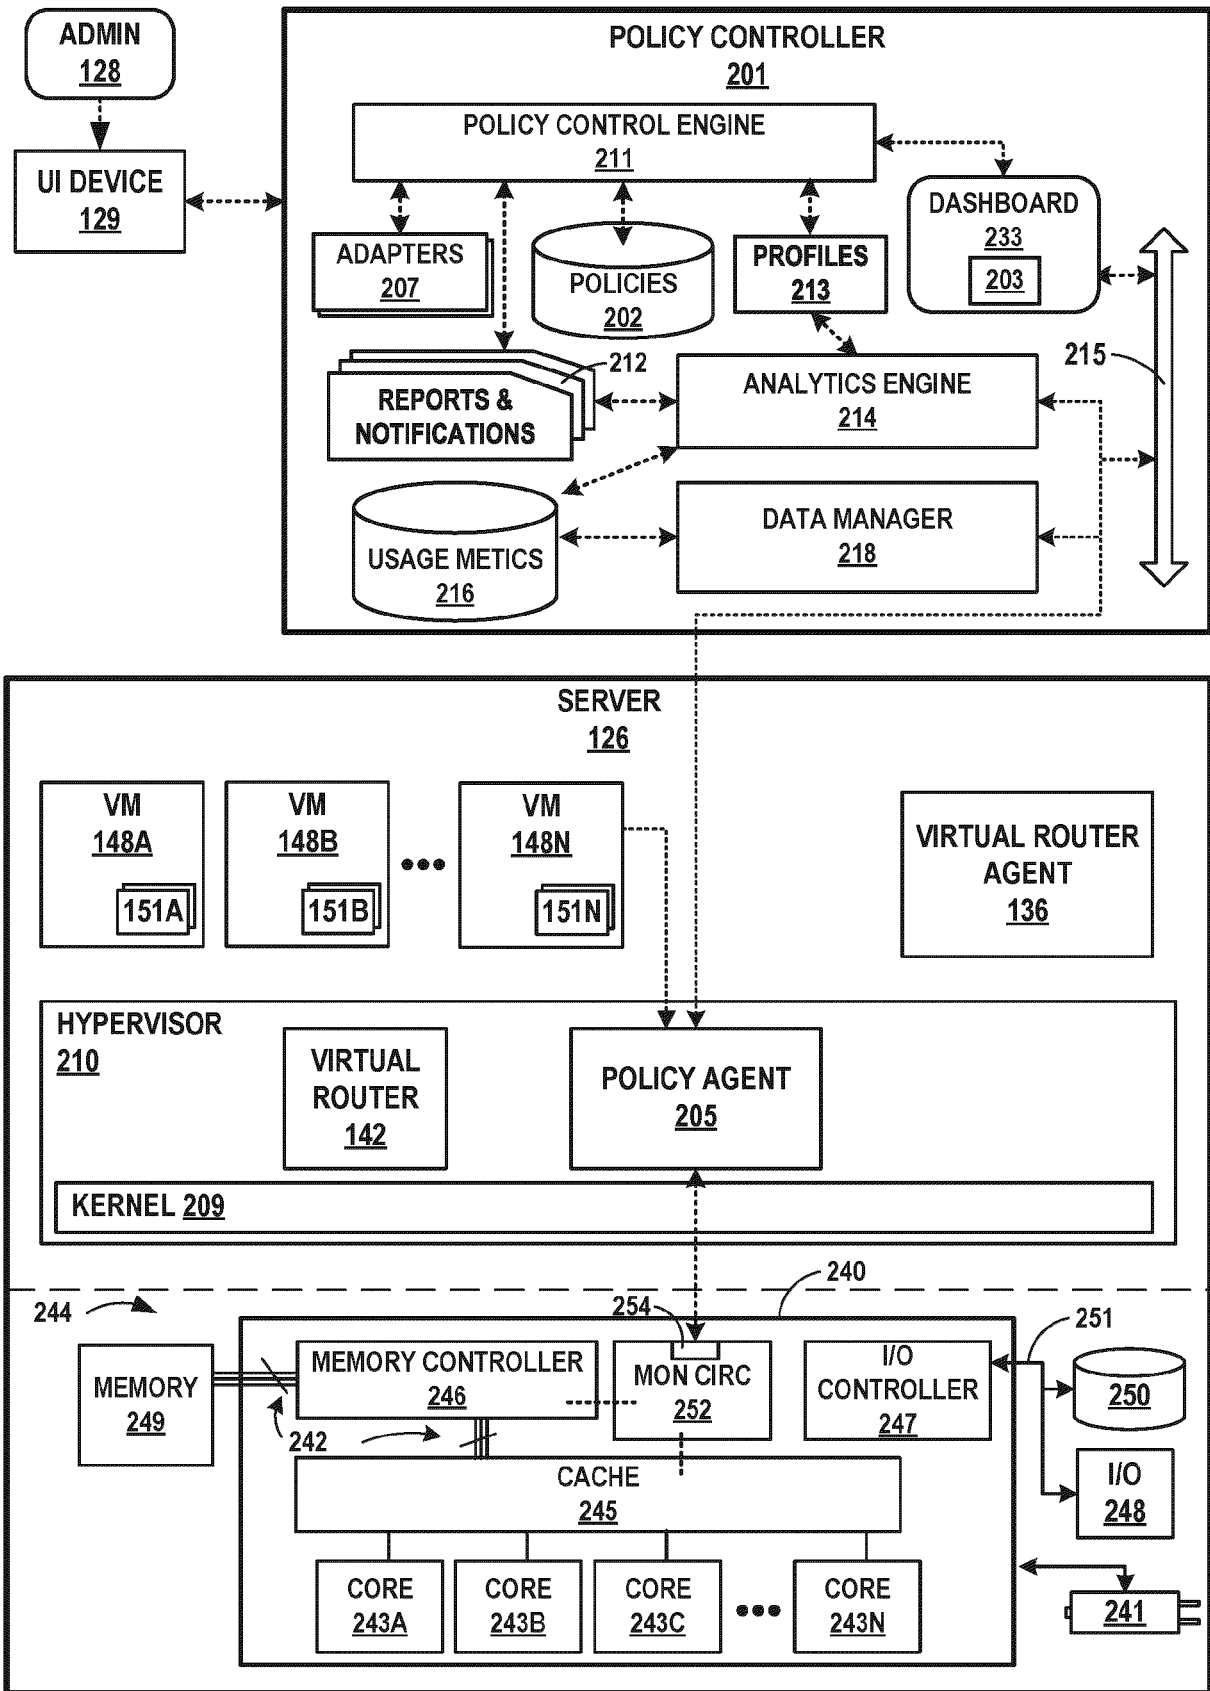 ADMIN
128
UI DEVICE
129
POLICY CONTROLLER
201
POLICY CONTROL ENGINE
211
DASHBOARD
233
203
ADAPTERS
207
POLICIES
202
PROFILES
213
215
212
REPORTS &
NOTIFICATIONS
ANALYTICS ENGINE
214
USAGE METICS
216
DATA MANAGER
218
SERVER
126
VM
148A
151A
VM
148B
151B
VM
148N
151N
VIRTUAL ROUTER
AGENT
136
HYPERVISOR
210
VIRTUAL
ROUTER
142
POLICY AGENT
205
KERNEL 209
240
244
254
251
MEMORY
249
MEMORY CONTROLLER
246
MON CIRC
252
I/O
CONTROLLER
247
250
242
CACHE
245
I/O
248
CORE
243A
CORE
243B
CORE
243C
CORE
243N
241